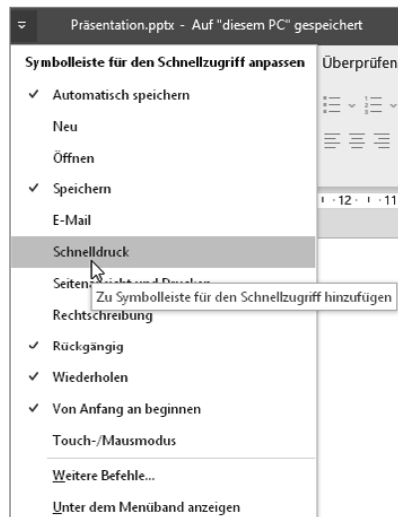 Präsentation.pptx - Auf "diesem PC" gespeichert
Symbolleiste für den Schnellzugriff anpassen
Überprüfen
Automatisch speichern
Neu
Öffnen
Speichern
E-Mail
· 12 · ı · 11
Schnelldruck
Zu Symbolleiste für den Schnellzugriff hinzufügen
Rechtschreibung
Rückgängig
Wiederholen
Von Anfang an beginnen
Touch-/Mausmodus
Weitere Befehle...
Unter dem Menüband anzeigen